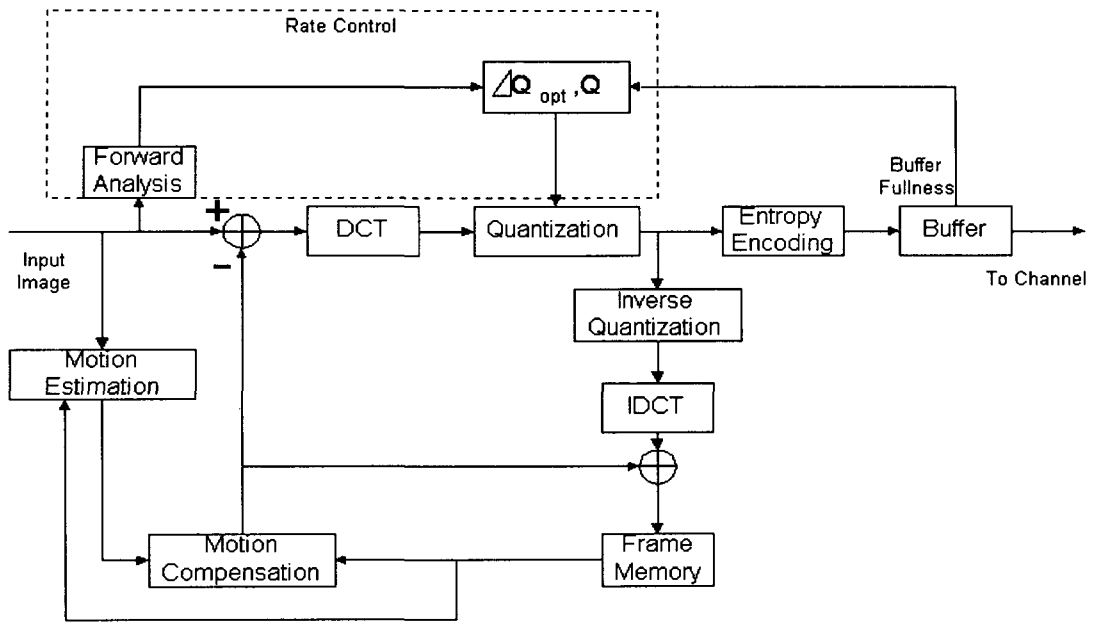 Rate Control
⊿Q opt , Q
Forward
Analysis
Buffer
Fullness
+
DCT
Quantization
Entropy
Encoding
Buffer
−
Input
Image
To Channel
Inverse
Quantization
Motion
Estimation
IDCT
Motion
Compensation
Frame
Memory